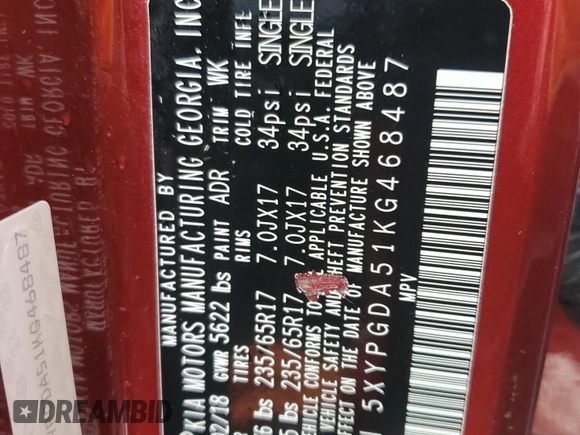 MANUFACTURED BY
KIA MOTORS MANUFACTURING GEORGIA, INC
02/18 GVWR 5622 lbs PAINT ADR TRIM WK
TIRES RIMS COLD TIRE INFL
lbs 235/65R17 7.0JX17 34psi SINGLE
lbs 235/65R17 7.0JX17 34psi SINGLE
VEHICLE CONFORMS TO APPLICABLE U.S.A. FEDERAL
AND THEFT PREVENTION STANDARDS
EFFECT ON THE DATE OF MANUFACTURE SHOWN ABOVE
5XYPGDA51KG468487
MPV
DREAMBID